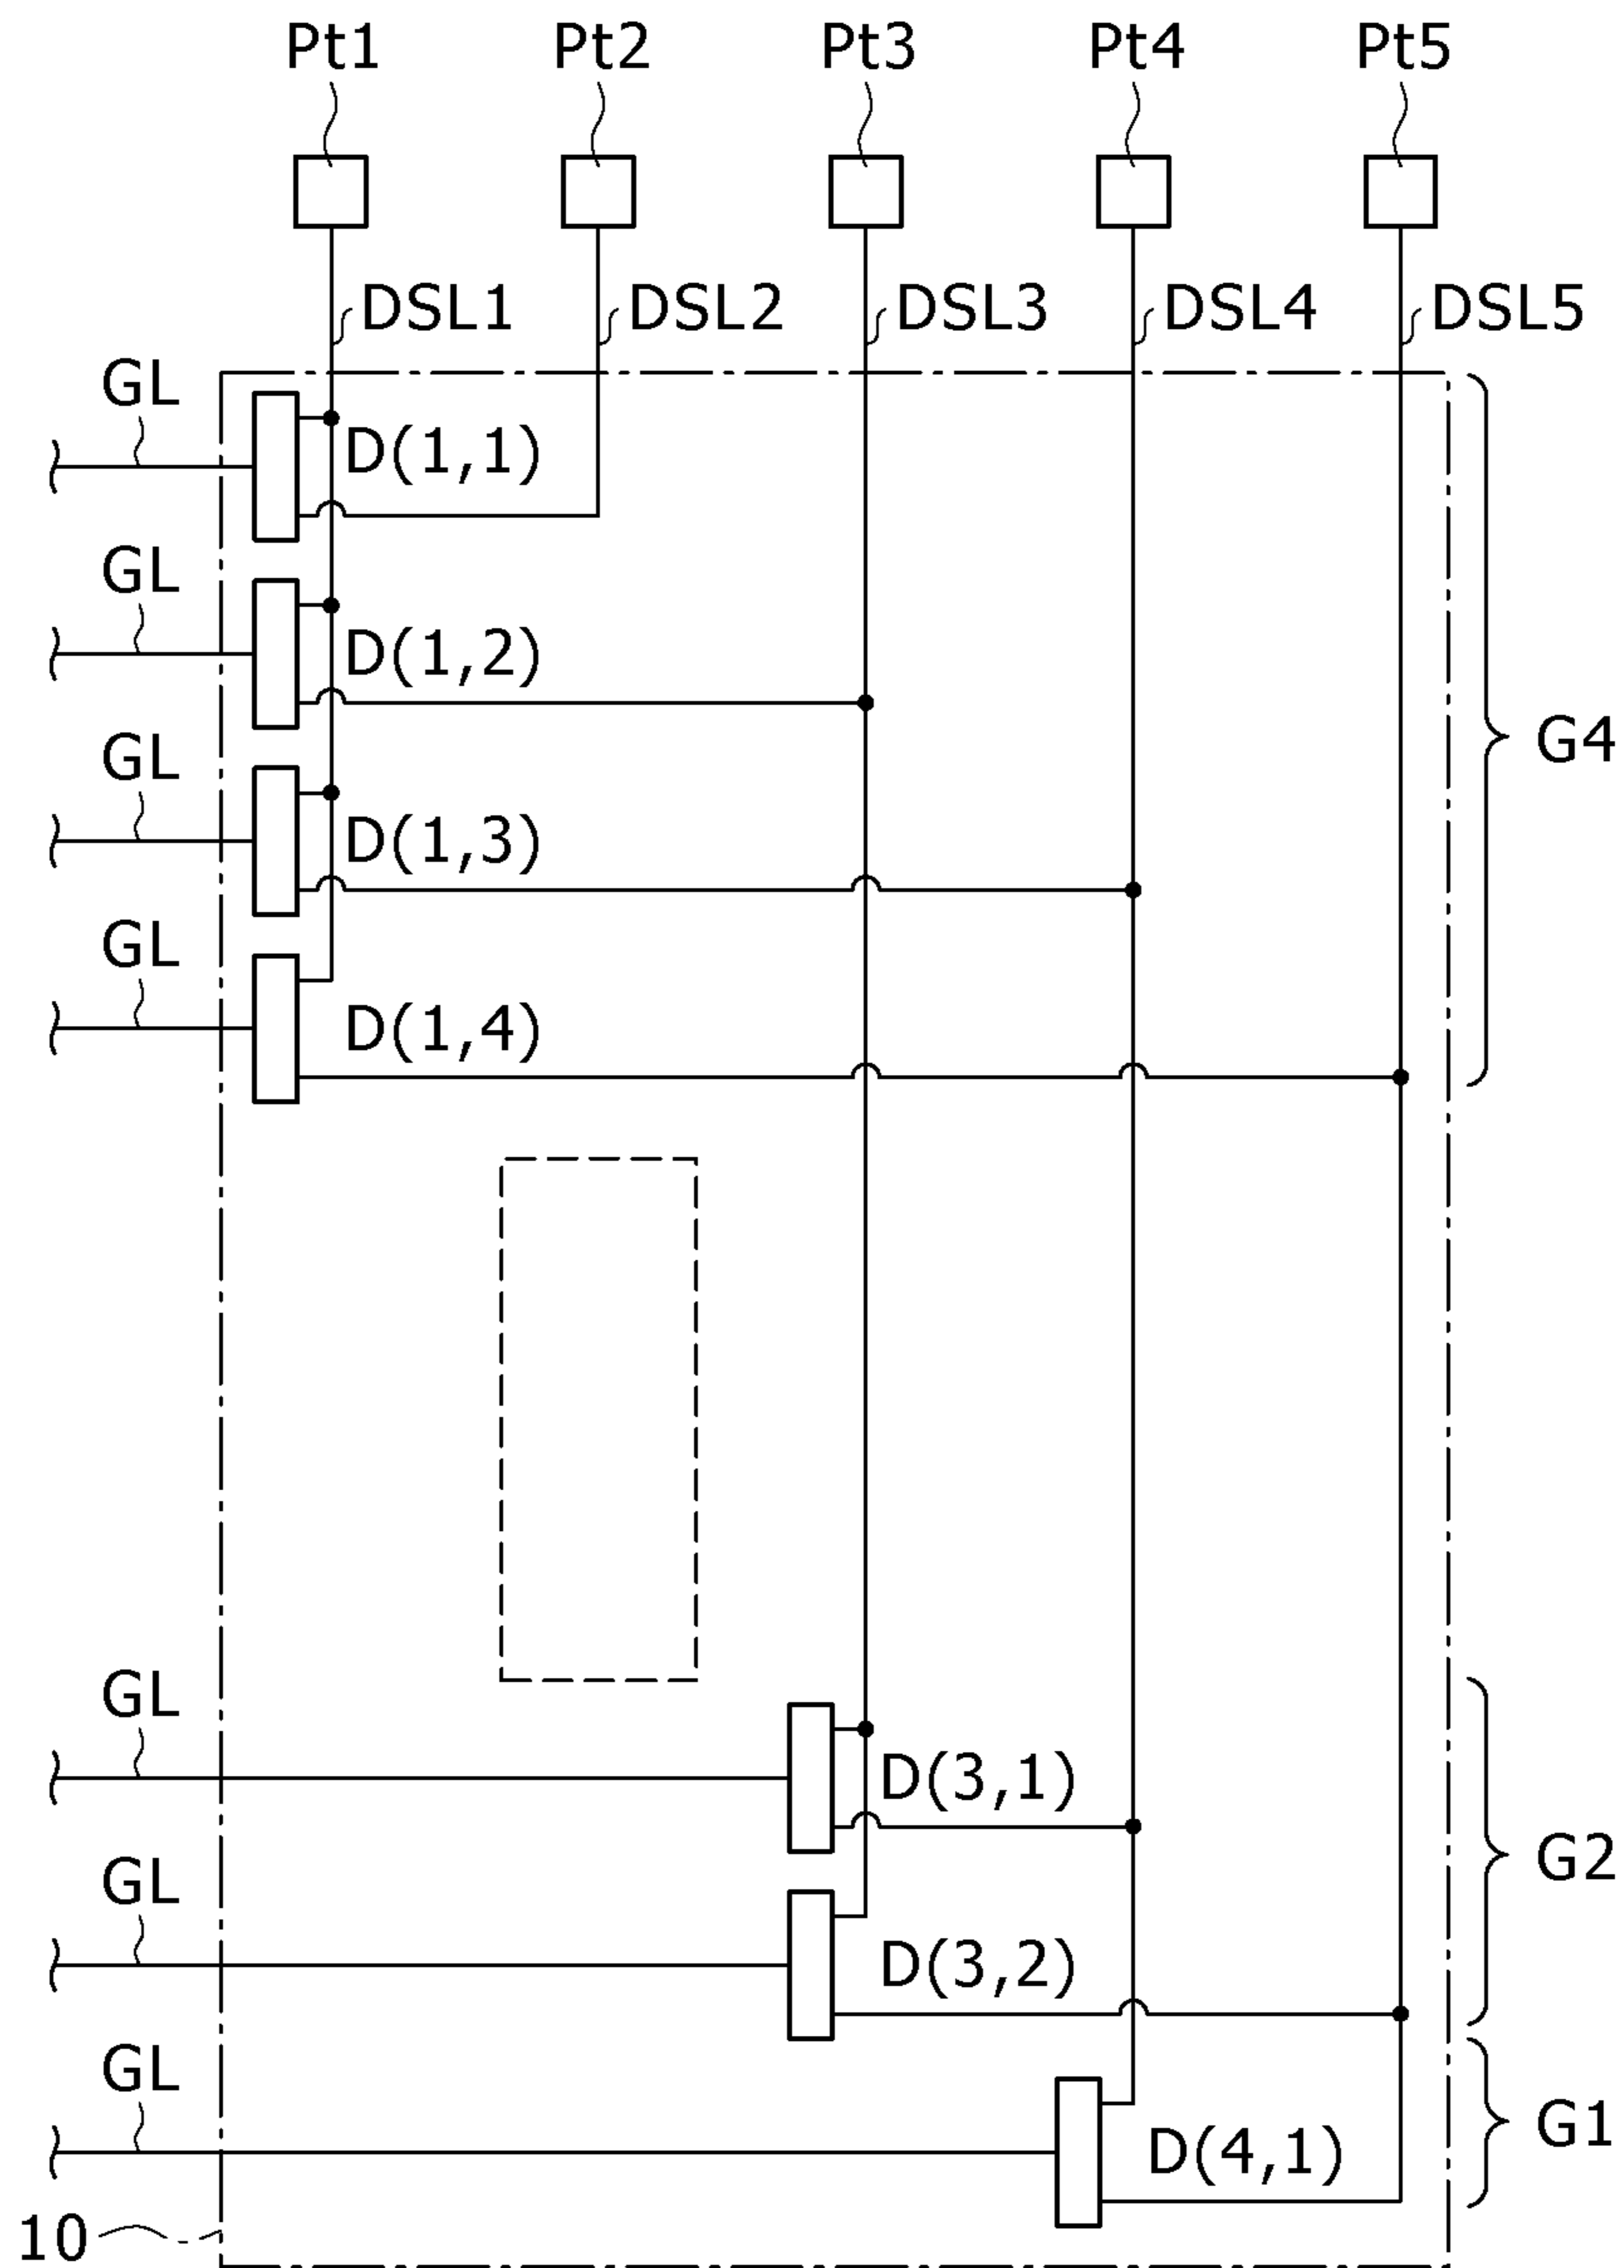 Pt1 Pt2 Pt3 Pt4 Pt5
DSL1 DSL2 DSL3 DSL4 DSL5
GL
D(1,1)
GL
D(1,2)
G4
GL
D(1,3)
GL
D(1,4)
GL
D(3,1)
G2
GL
D(3,2)
GL
G1
D(4,1)
10